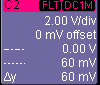 C2 FLT DC1M
2.00 V/div
0 mV offset
----- 0.00 V
----- 60 mV
Δy 60 mV